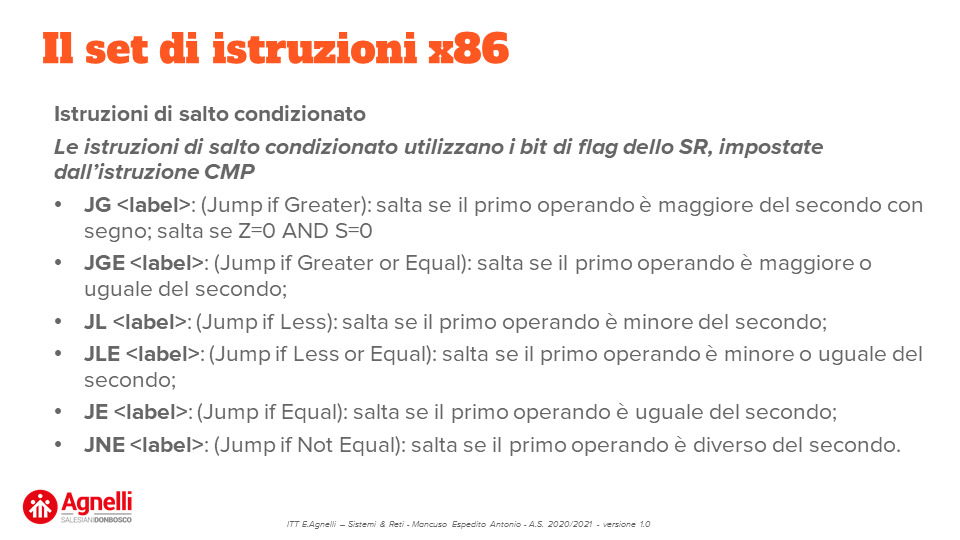 Il set di istruzioni x86
Istruzioni di salto condizionato
Le istruzioni di salto condizionato utilizzano i bit di flag dello SR, impostate
dall’istruzione CMP
• JG <label>: (Jump if Greater): salta se il primo operando è maggiore del secondo con
segno; salta se Z=0 AND S=0
• JGE <label>: (Jump if Greater or Equal): salta se il primo operando è maggiore o
uguale del secondo;
• JL <label>: (Jump if Less): salta se il primo operando è minore del secondo;
• JLE <label>: (Jump if Less or Equal): salta se il primo operando è minore o uguale del
secondo;
• JE <label>: (Jump if Equal): salta se il primo operando è uguale del secondo;
• JNE <label>: (Jump if Not Equal): salta se il primo operando è diverso del secondo.
Agnelli
SALESIANIDONBOSCO
ITT E.Agnelli – Sistemi & Reti - Mancuso Espedito Antonio - A.S. 2020/2021 - versione 1.0